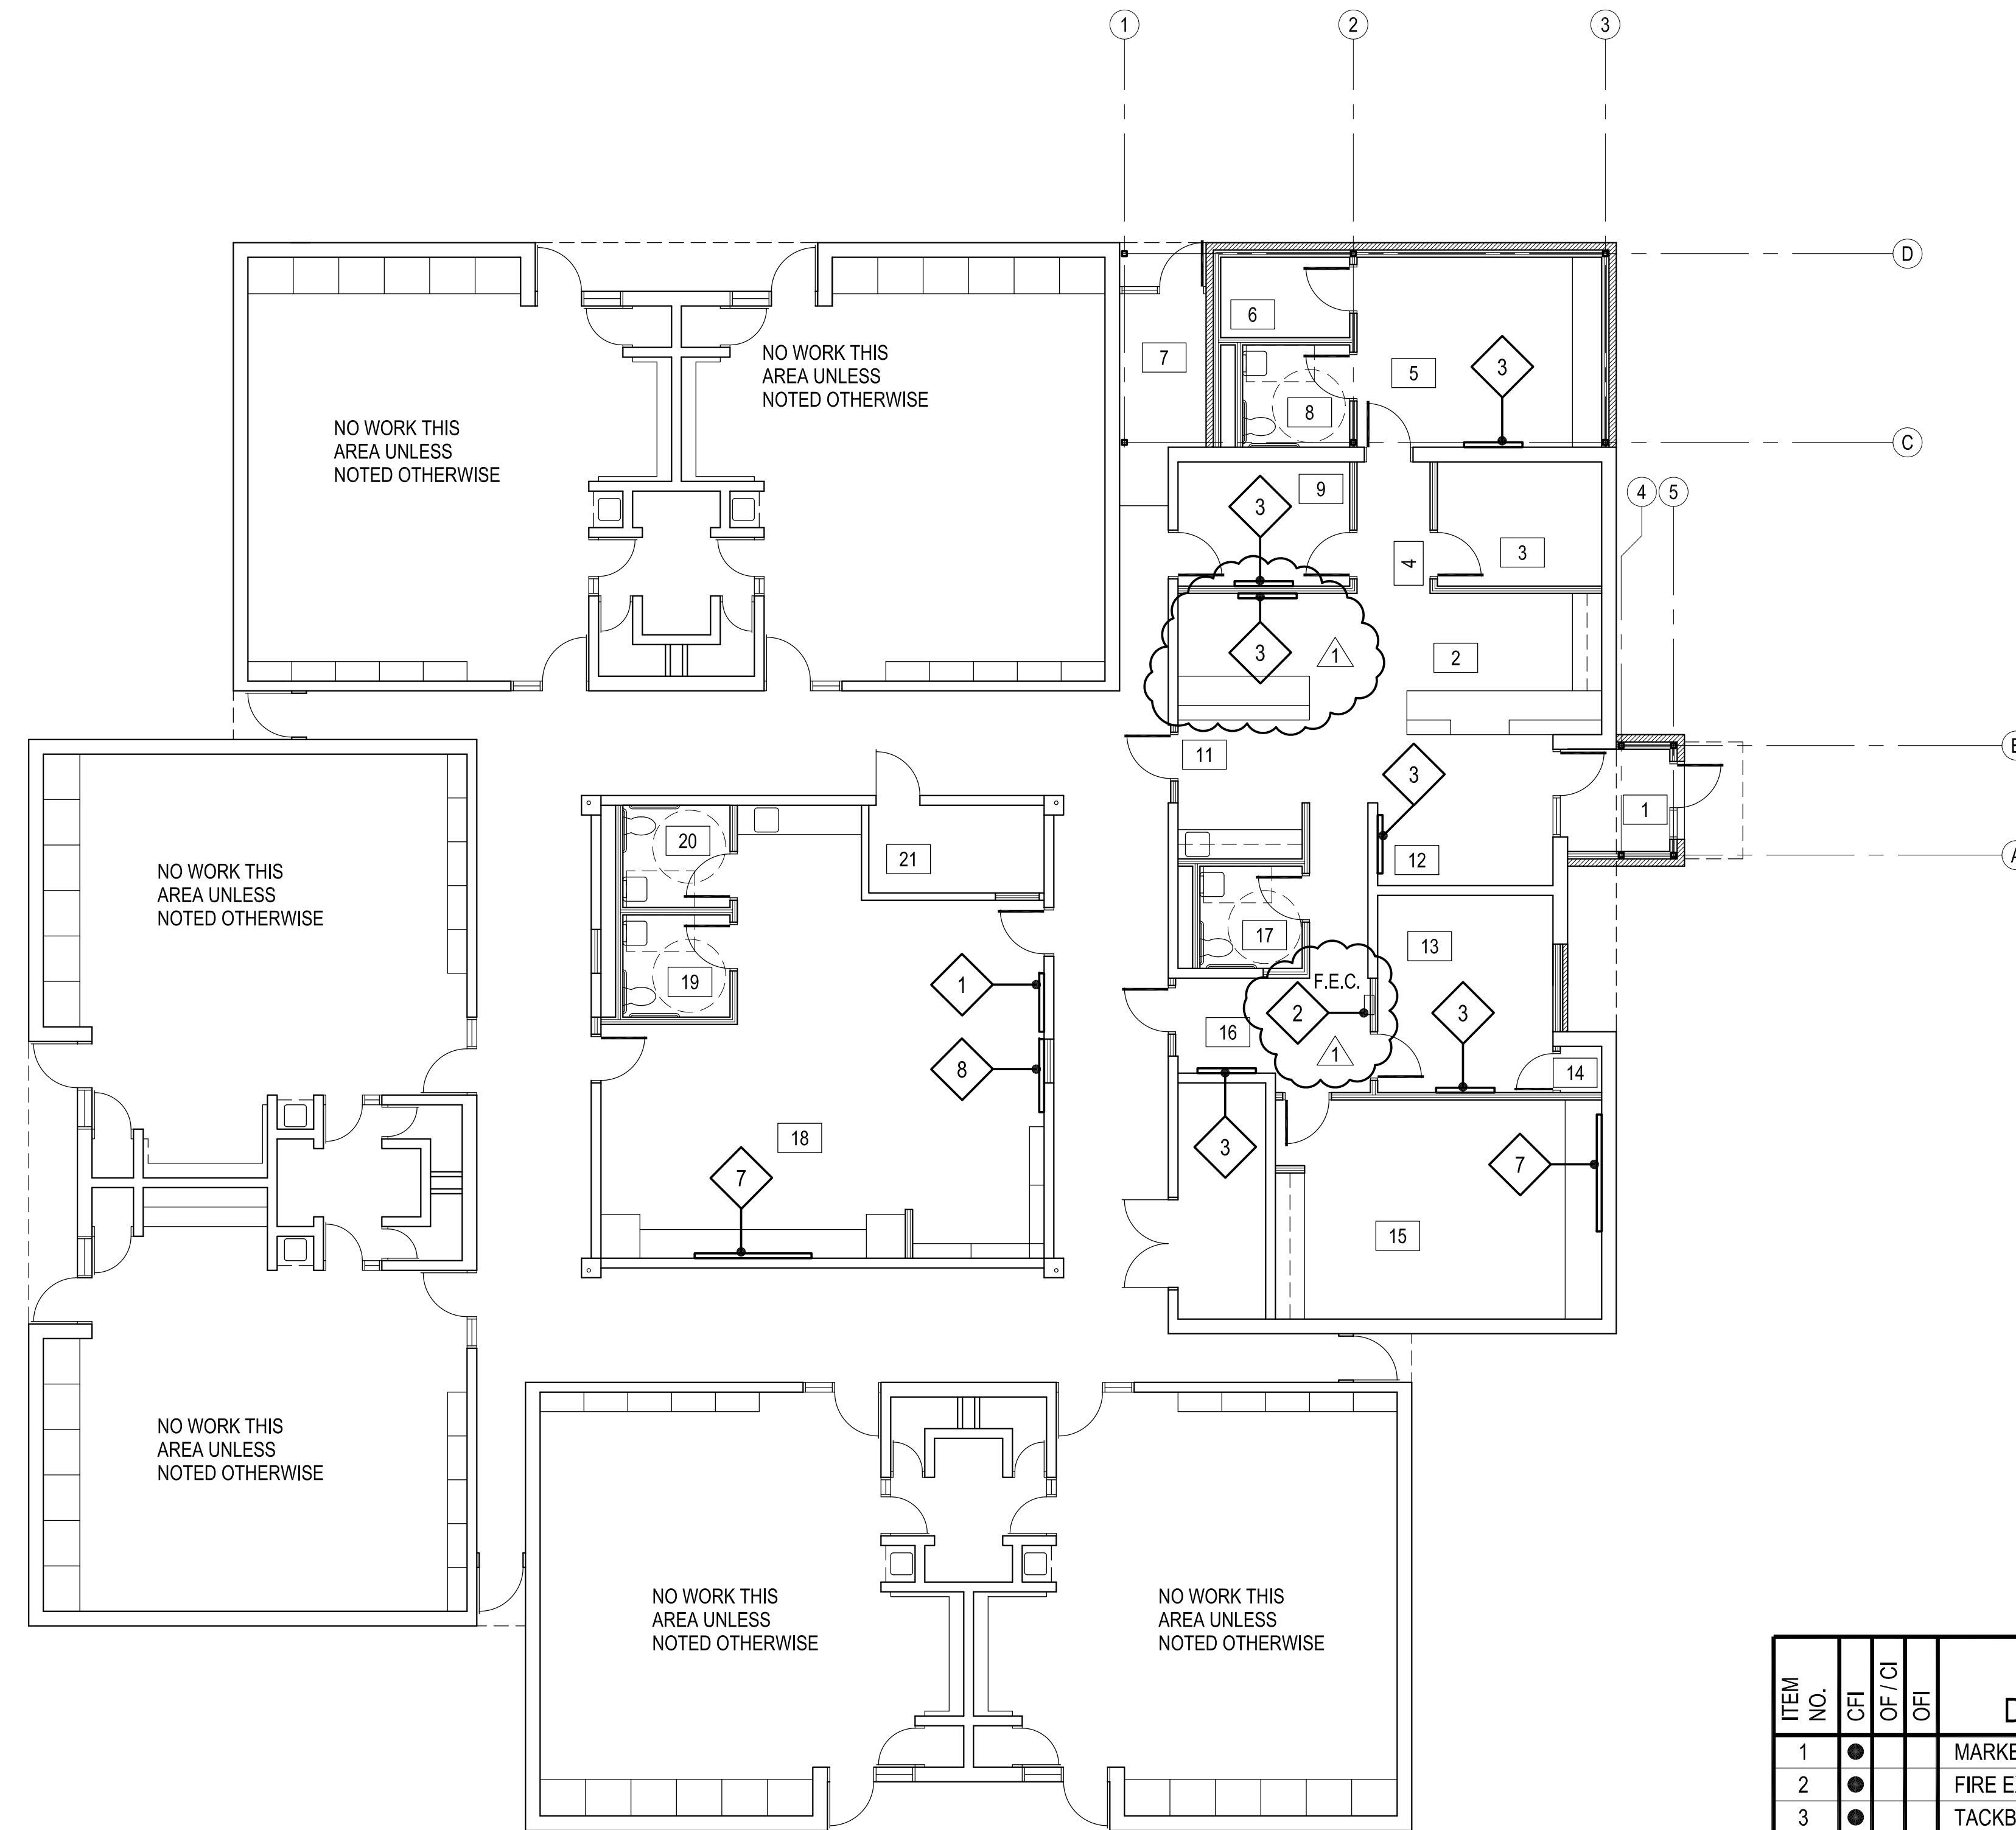 1
2
3
D
6
7
5
3
NO WORK THIS
AREA UNLESS
NOTED OTHERWISE
8
NO WORK THIS
AREA UNLESS
NOTED OTHERWISE
C
9
3
4 5
4
3
3
1
2
11
3
1
20
21
12
NO WORK THIS
AREA UNLESS
NOTED OTHERWISE
17
13
19
1
F.E.C.
2
3
16
1
8
14
18
3
7
7
15
NO WORK THIS
AREA UNLESS
NOTED OTHERWISE
NO WORK THIS
AREA UNLESS
NOTED OTHERWISE
NO WORK THIS
AREA UNLESS
NOTED OTHERWISE
ITEM
NO.
CFI
OF / CI
OFI
1
2 FIRE
3